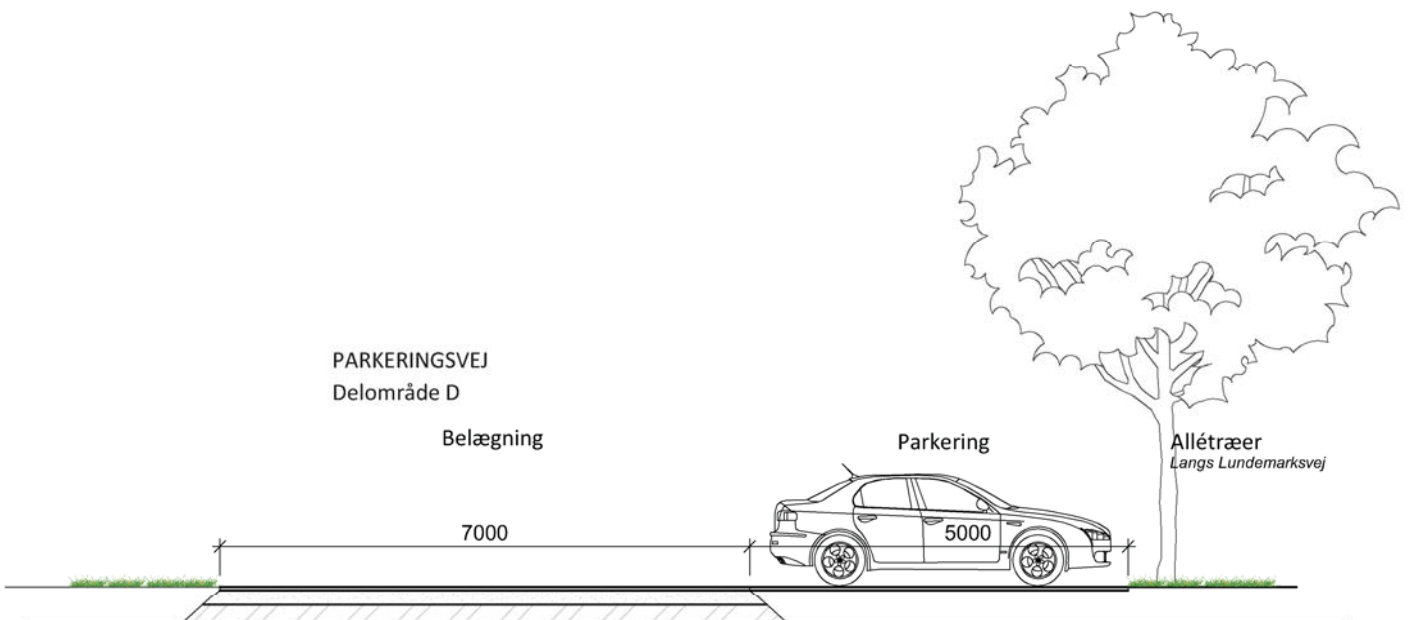 PARKERINGSVEJ
Delområde D
Belægning
Parkering
Allétræer
Langs Lundemarksvej
7000
5000